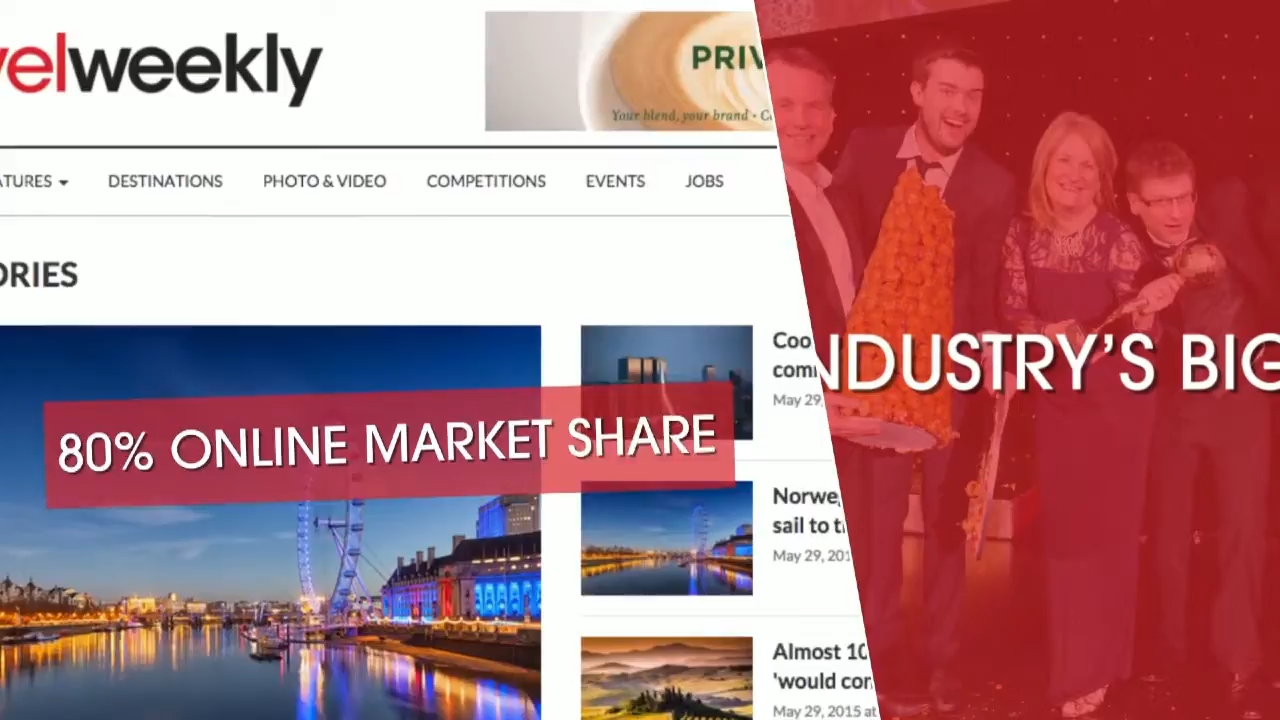 velweekly
PRIV
Your blend, your brand • C
ATURES
DESTINATIONS
PHOTO & VIDEO
COMPETITIONS
EVENTS
JOBS
ORIES
80% ONLINE MARKET SHARE
Coo
com
May 29,
Norwe
sail to t
May 29, 201
Almost 10
'would con
May 29, 2015 at
NDUSTRY'S BIG